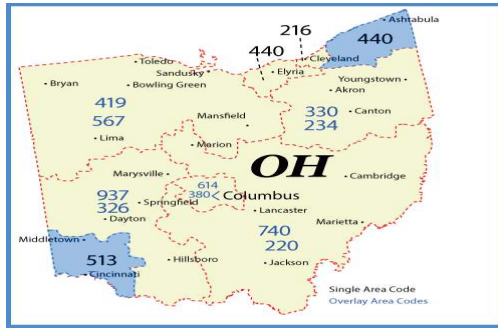 216
Ashtabula
440
440
Cleveland
Toledo
Sandusky
Elyria
Bryan
Bowling Green
Youngstown
Akron
419
567
330
234
Canton
Mansfield
Lima
Marion
OH
Marysville
614
380
Columbus
Cambridge
937
326
Springfield
Lancaster
Dayton
Marietta
740
220
Middletown
513
Hillsboro
Jackson
Cincinnati
Single Area Code
Overlay Area Codes